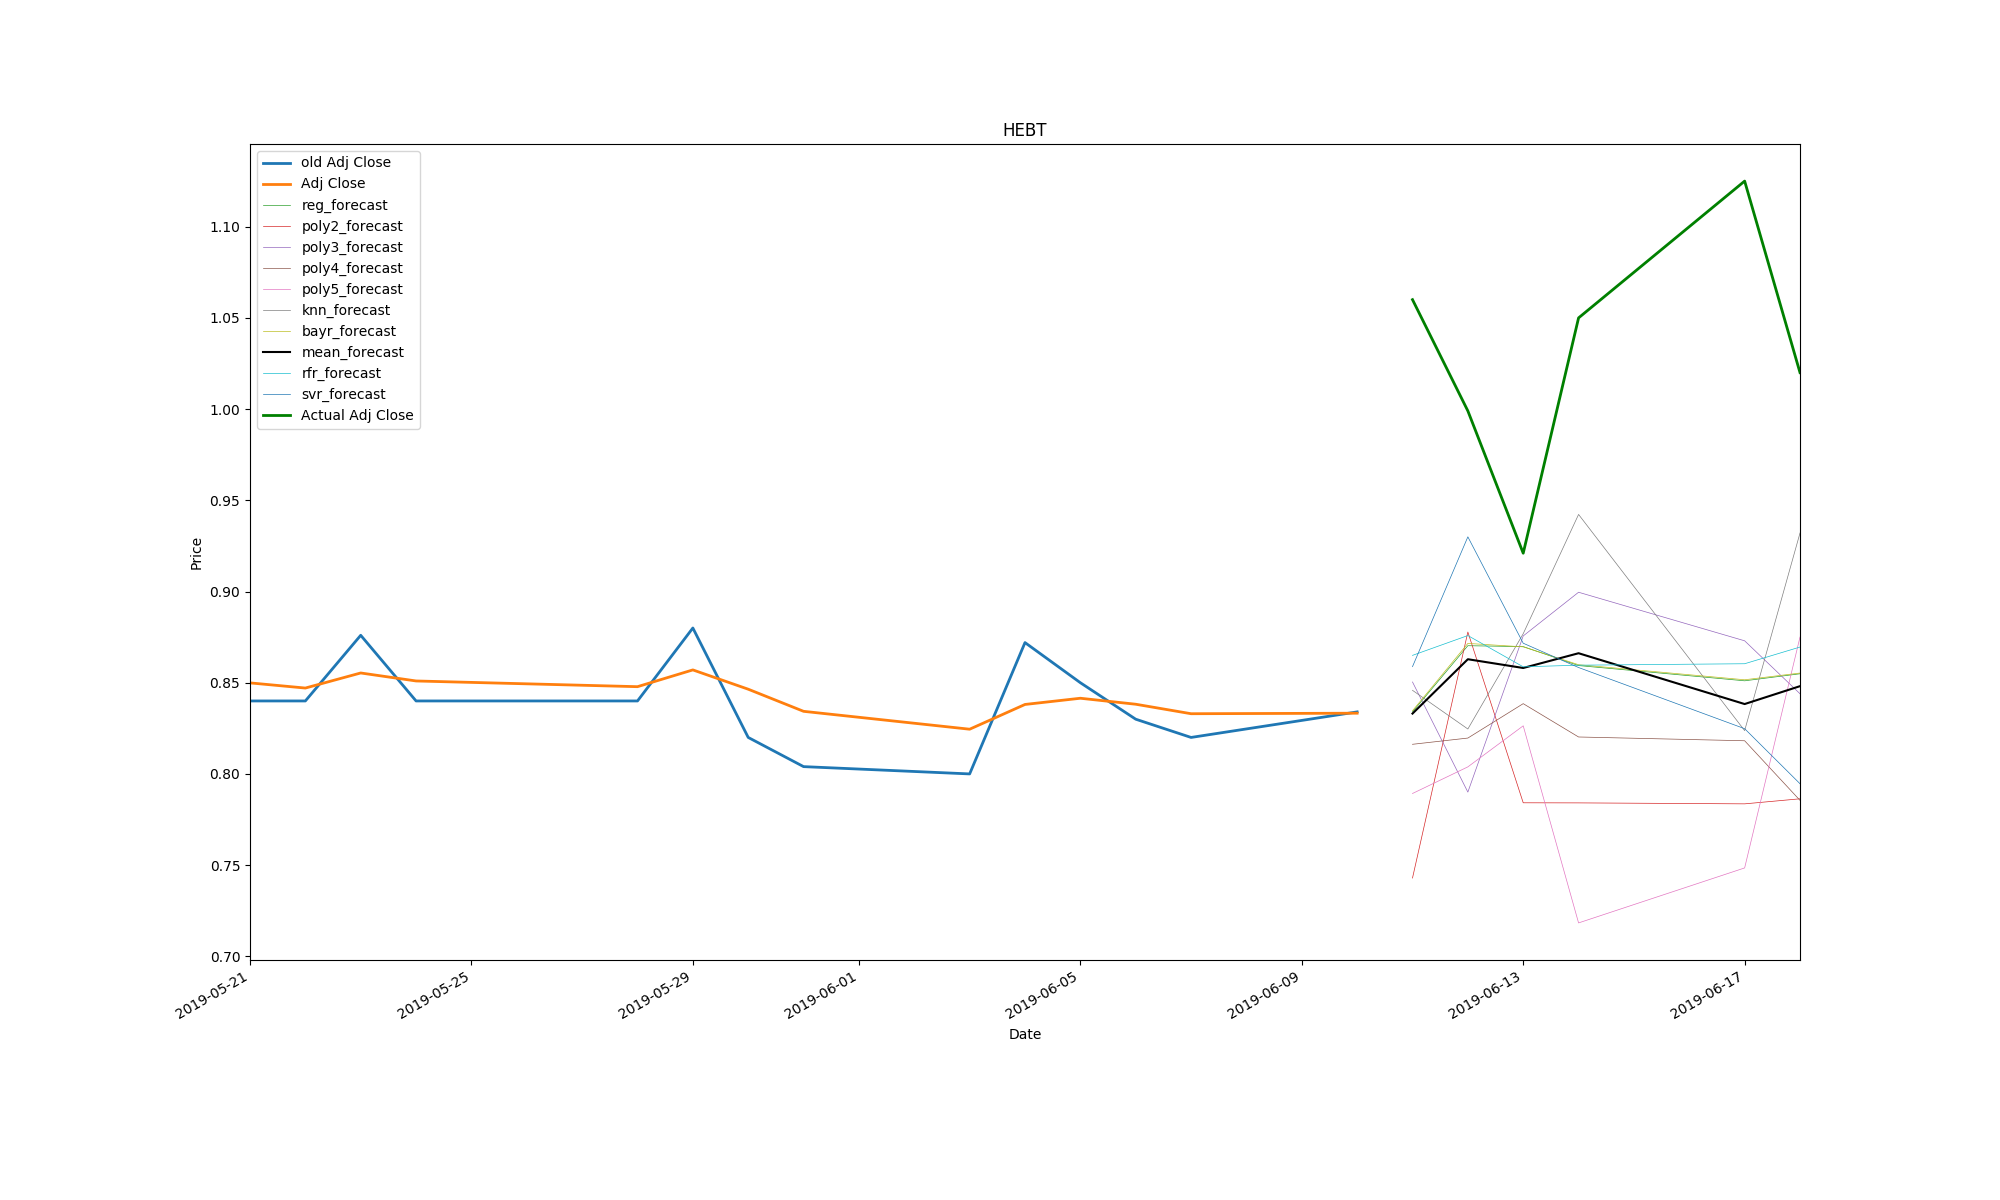 HEBT
old Adj Close
Adj Close
reg_forecast
poly2_forecast
poly3_forecast
poly4_forecast
poly5_forecast
knn_forecast
bayr_forecast
mean_forecast
rfr_forecast
svr_forecast
Actual Adj Close
1.10
1.05
1.00
0.95
0.90
0.85
0.80
0.75
0.70
Price
2019-05-21
2019-05-25
2019-05-29
2019-06-01
2019-06-05
2019-06-09
2019-06-13
2019-06-17
Date